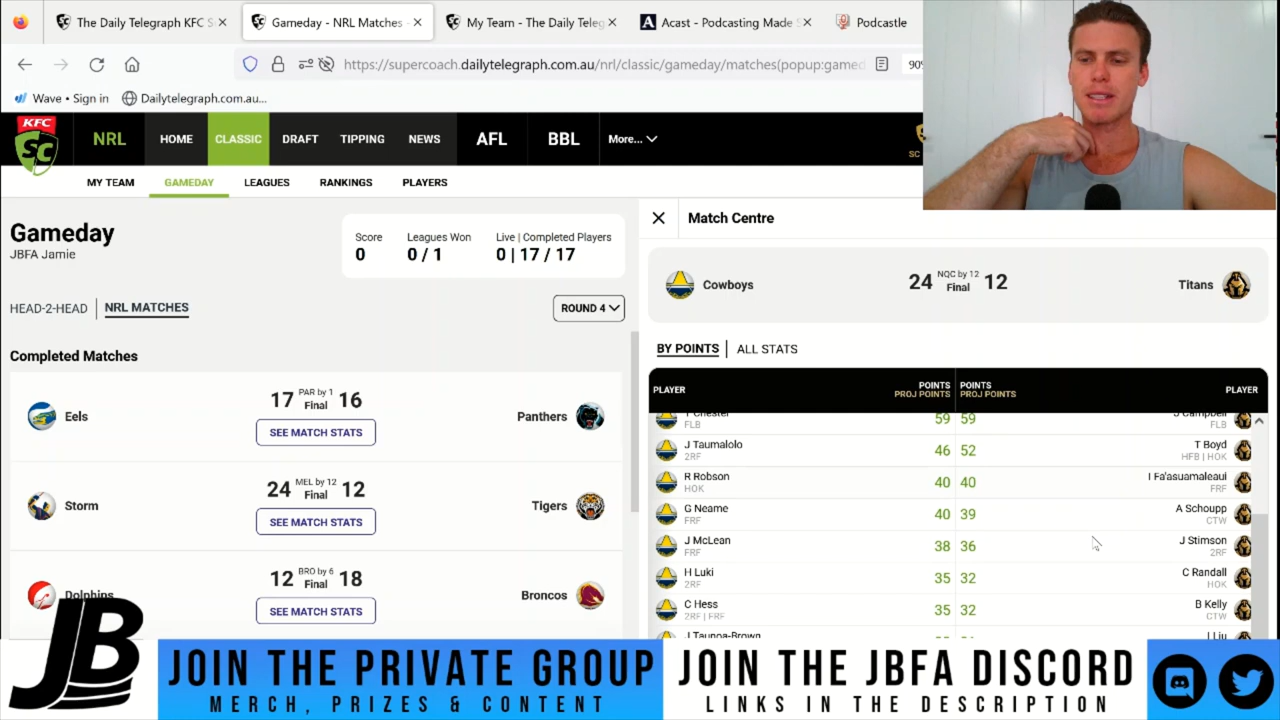 The Daily Telegraph KFC S
Gameday - NRL Matches -
My Team - The Daily Teleg
Acast - Podcasting Made S
Podcastle
https://supercoach.dailytelegraph.com.au/nrl/classic/gameday/matches(popup:gamed
90%
Wave • Sign in
Dailytelegraph.com.au...
KFC
SC
NRL
HOME
CLASSIC
DRAFT
TIPPING
NEWS
AFL
BBL
More...
SC
MY TEAM
GAMEDAY
LEAGUES
RANKINGS
PLAYERS
Gameday
JBFA Jamie
Score
0
Leagues Won
0 / 1
Live | Completed Players
0 | 17 / 17
HEAD-2-HEAD
NRL MATCHES
ROUND 4
Completed Matches
Eels
17 PAR by 1 16
Final
Panthers
SEE MATCH STATS
Storm
24 MEL by 12 12
Final
Tigers
SEE MATCH STATS
Dolphins
12 BRO by 6 18
Final
Broncos
SEE MATCH STATS
Match Centre
Cowboys
24 NQC by 12 12
Final
Titans
BY POINTS
ALL STATS
PLAYER
POINTS
PROJ POINTS
POINTS
PROJ POINTS
PLAYER
T Chester
FLB
59 59
J Campbell
FLB
J Taumalolo
2RF
46 52
T Boyd
HFB | HOK
R Robson
HOK
40 40
I Fa'asuamaleaui
FRF
G Neame
FRF
40 39
A Schoupp
CTW
J McLean
FRF
38 36
J Stimson
2RF
H Luki
2RF
35 32
C Randall
HOK
C Hess
2RF | FRF
35 32
B Kelly
CTW
J Taunoa-Brown
I Liu
JB
JOIN THE PRIVATE GROUP
MERCH, PRIZES & CONTENT
JOIN THE JBFA DISCORD
LINKS IN THE DESCRIPTION